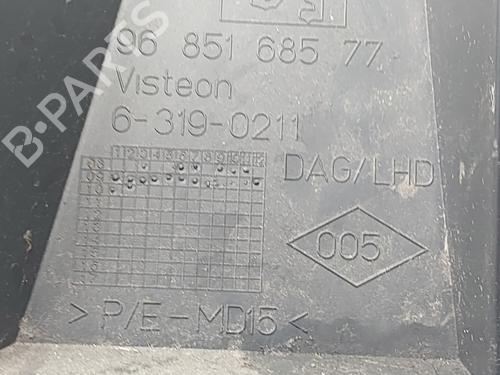 B-PARTS
96 851 685 77
Visteon
6-319-0211
DAG/LHD
005
> P/E-MD15 <